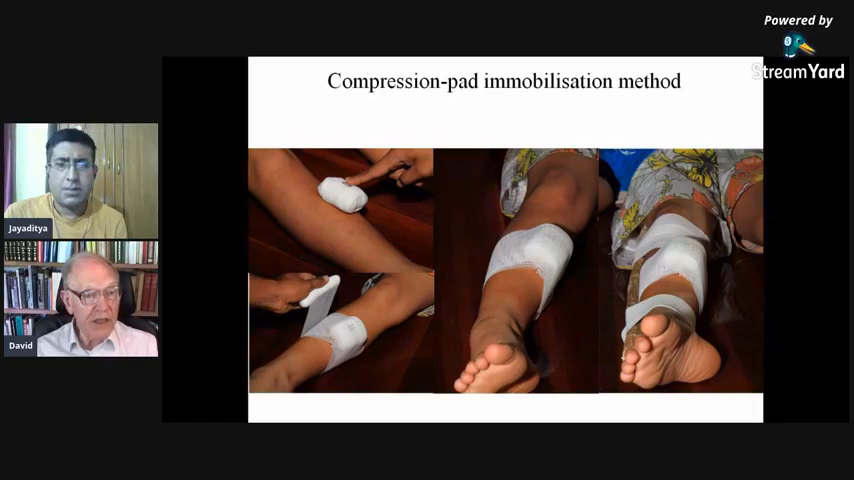 Powered by
StreamYard
Compression-pad immobilisation method
Jayaditya
David